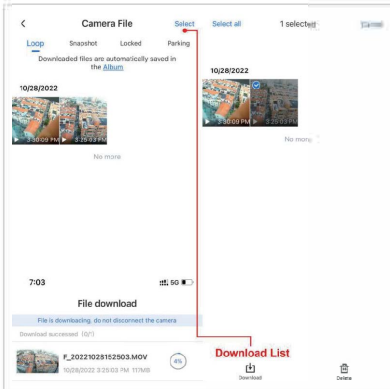 Camera File
Select
Loop
Snapshot
Locked
Parking
Downloaded files are automaticelly saved in
the Album
10/28/2022
3:30:09 PM
3:25:03 PM
No more
Select all
1 selected
10/28/2022
3:30:09 PM
3:25:03 PM
No more
7:03
5G
File download
File is downloading, do not disconnect the camera
Download successed (0/1)
F_20221028152503.MOV
10/28/2022 3:25:03 PM 117MB
4%
Download List
Download
Delete